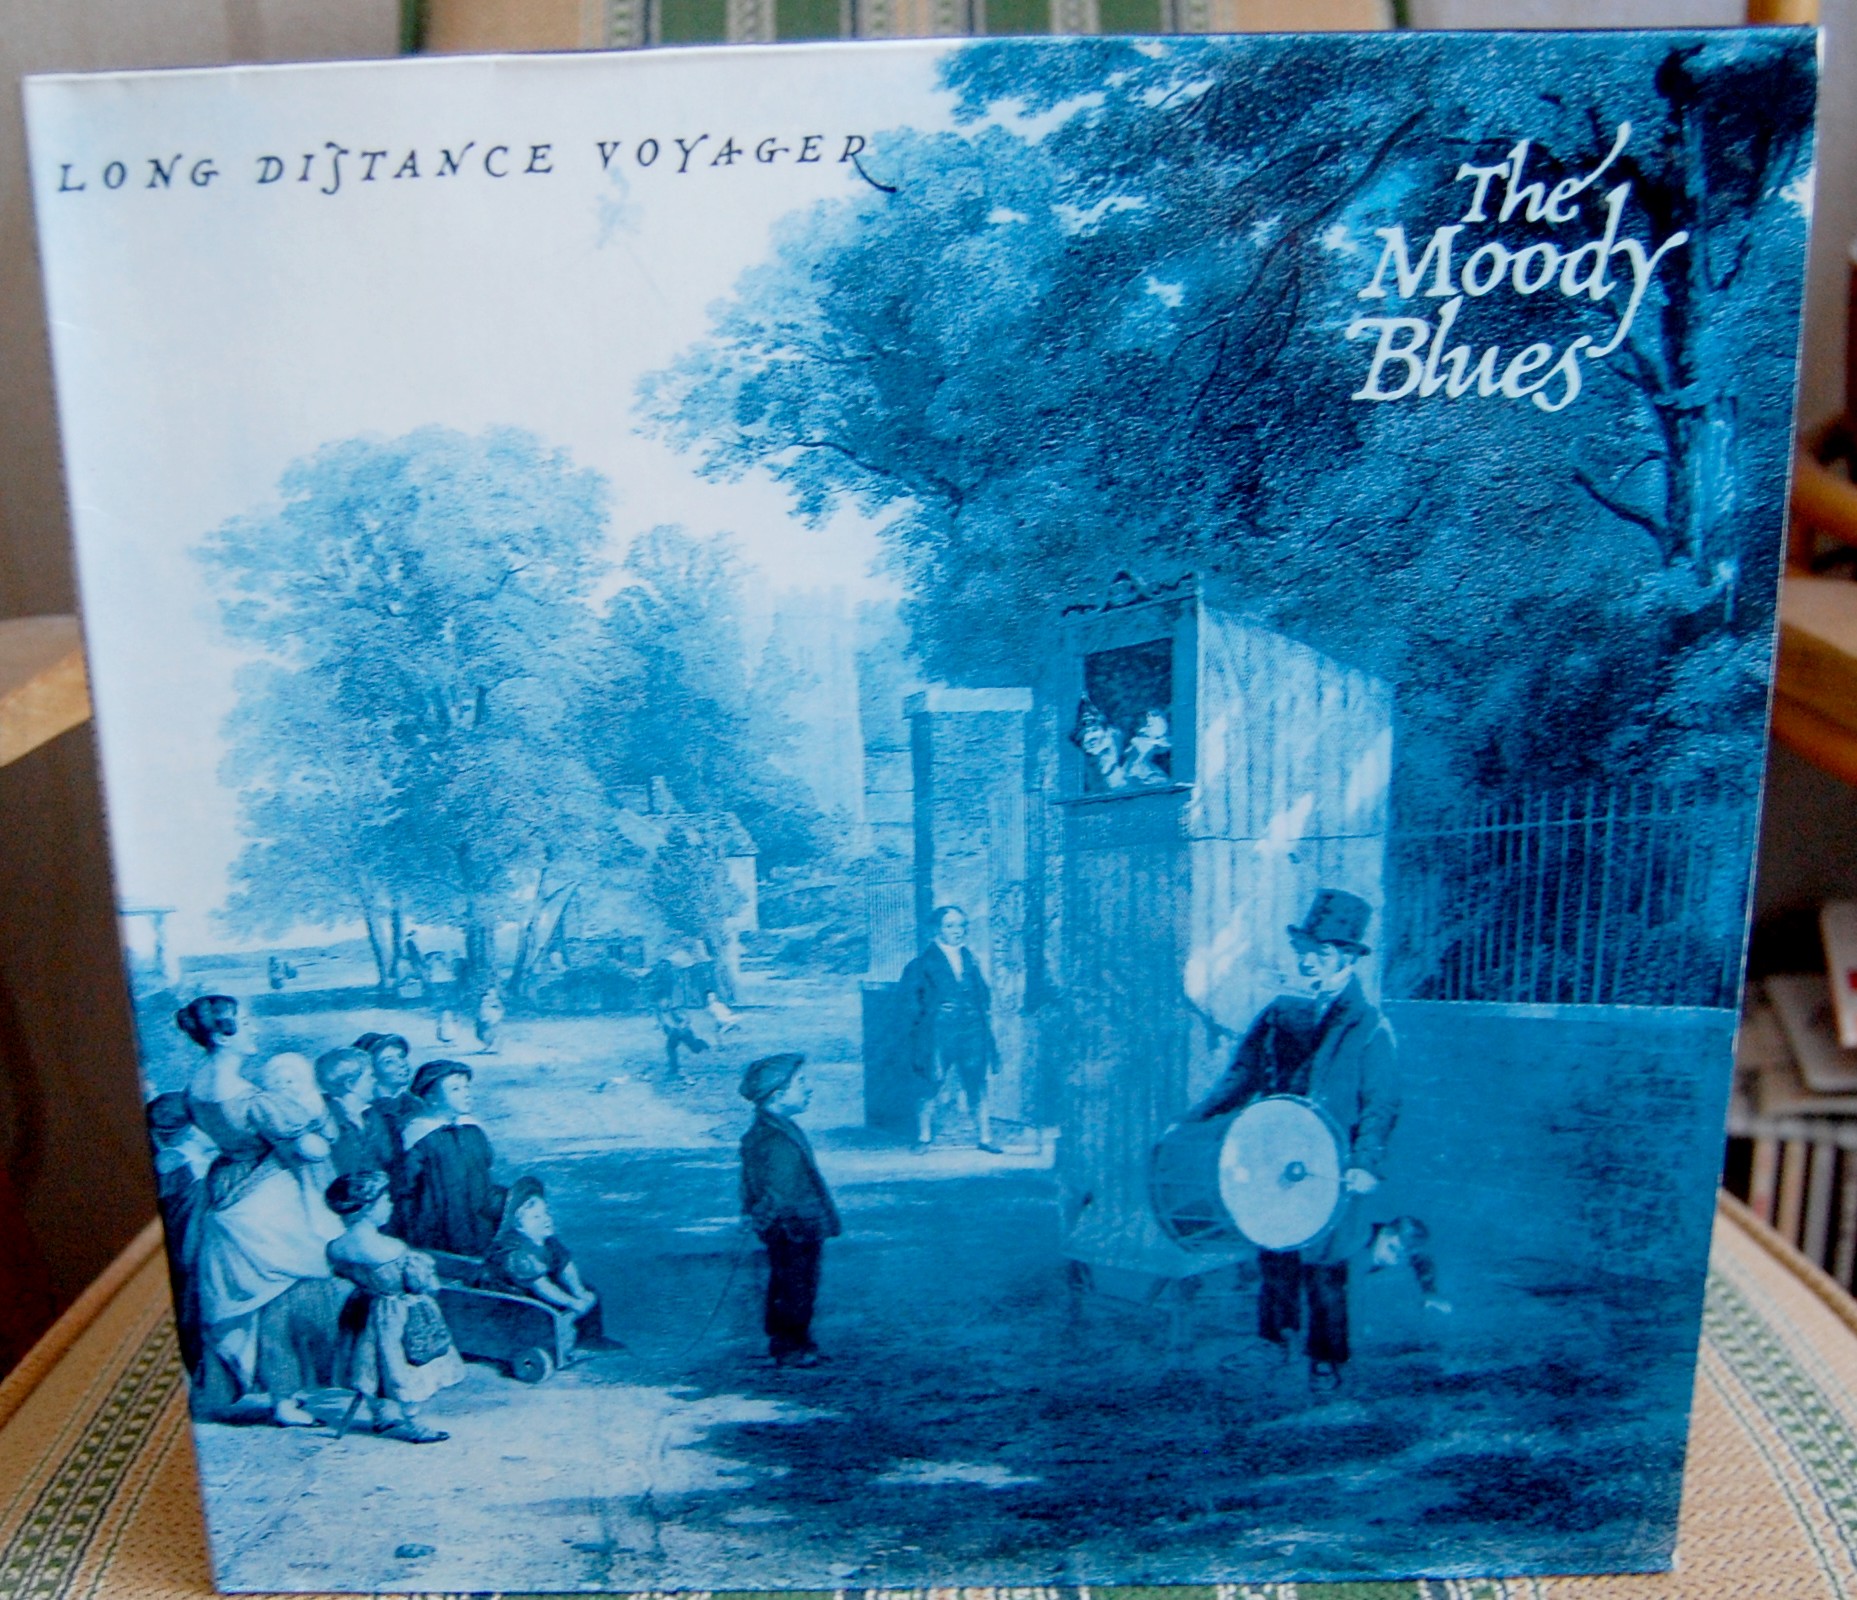 LONG DISTANCE VOYAGER
The
Moody
Blues